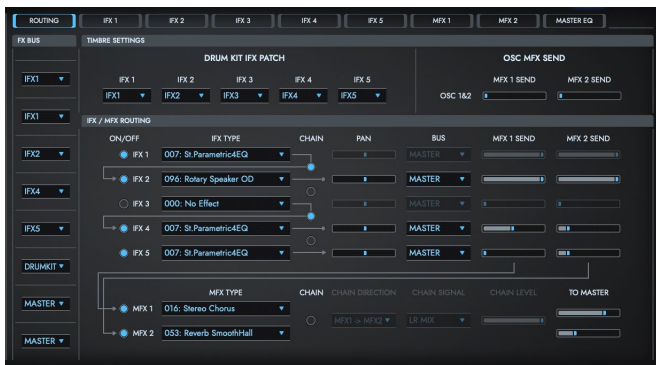 ROUTING IFX 1 IFX 2 IFX 3 IFX 4 IFX 5 MFX 1 MFX 2 MASTER EQ
FX BUS TIMBRE SETTINGS
DRUM KIT IFX PATCH OSC MFX SEND
IFX1 IFX 1 IFX 2 IFX 3 IFX 4 IFX 5 MFX 1 SEND MFX 2 SEND
IFX1 IFX2 IFX3 IFX4 IFX5 OSC 1&2
IFX1 IFX / MFX ROUTING
ON/OFF IFX TYPE CHAIN PAN BUS MFX 1 SEND MFX 2 SEND
IFX2 IFX 1 007: St.Parametric4EQ MASTER
IFX 2 096: Rotary Speaker OD MASTER
IFX4 IFX 3 000: No Effect MASTER
IFX5 IFX 4 007: St.Parametric4EQ MASTER
IFX 5 007: St.Parametric4EQ MASTER
DRUMKIT
MFX TYPE CHAIN CHAIN DIRECTION CHAIN SIGNAL CHAIN LEVEL TO MASTER
MASTER MFX 1 016: Stereo Chorus
MFX1 -> MFX2 LR MIX
MASTER MFX 2 053: Reverb SmoothHall